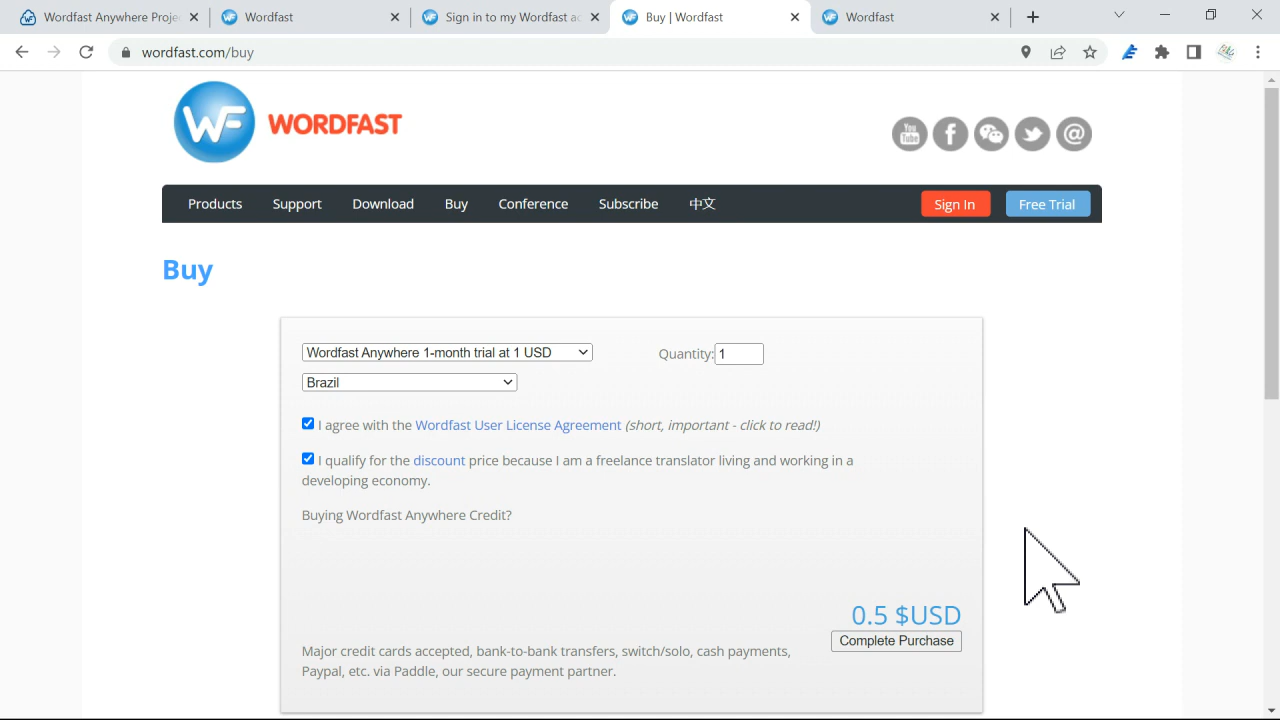 Wordfast Anywhere Proje
Wordfast
Sign in to my Wordfast ac
Buy | Wordfast
Wordfast
wordfast.com/buy
WF WORDFAST
You Tube
Products
Support
Download
Buy
Conference
Subscribe
中文
Sign In
Free Trial
Buy
Wordfast Anywhere 1-month trial at 1 USD
Quantity: 1
Brazil
I agree with the Wordfast User License Agreement (short, important - click to read!)
I qualify for the discount price because I am a freelance translator living and working in a
developing economy.
Buying Wordfast Anywhere Credit?
0.5 $USD
Complete Purchase
Major credit cards accepted, bank-to-bank transfers, switch/solo, cash payments,
Paypal, etc. via Paddle, our secure payment partner.